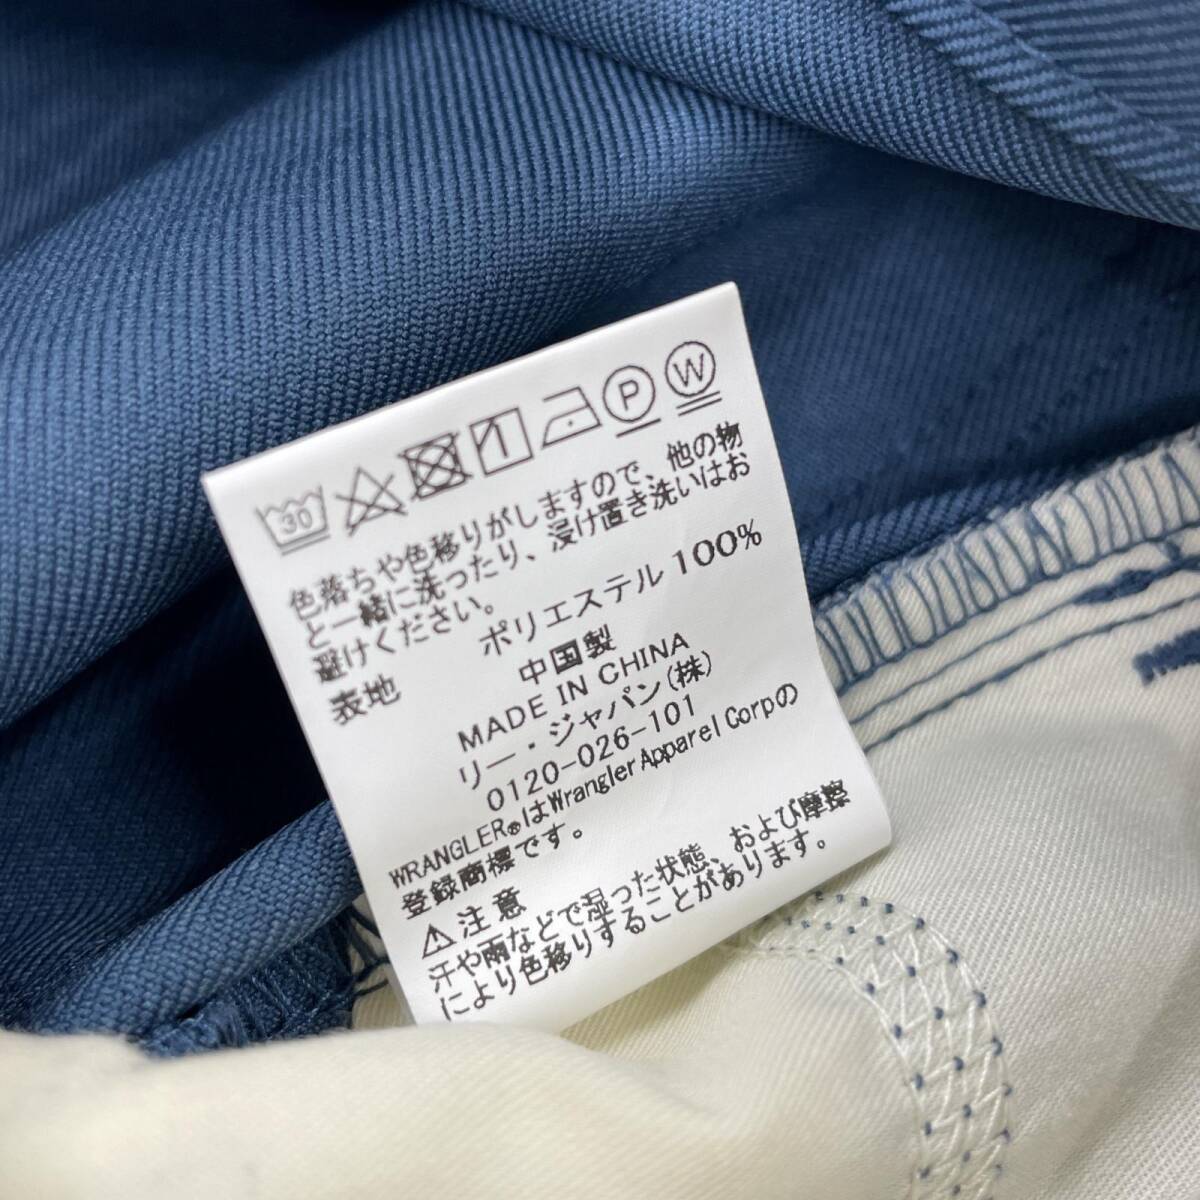 30 P W
色落ちや色移りがしますので、他の物
と一緒に洗ったり、浸け置き洗いはお
避けください。
表地 ポリエステル 100%
中国製
MADE IN CHINA
リー・ジャパン(株)
0120-026-101
WRANGLER®はWrangler Apparel Corpの
登録商標です。
⚠注意
汗や雨などで湿った状態、および摩擦
により色移りすることがあります。